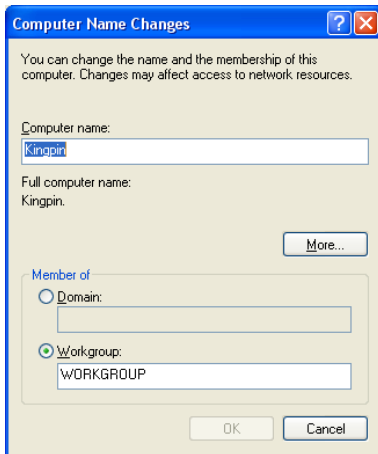 Computer Name Changes
You can change the name and the membership of this
computer. Changes may affect access to network resources.
Computer name:
Kingpin
Full computer name:
Kingpin.
More...
Member of
Domain:
Workgroup:
WORKGROUP
OK Cancel